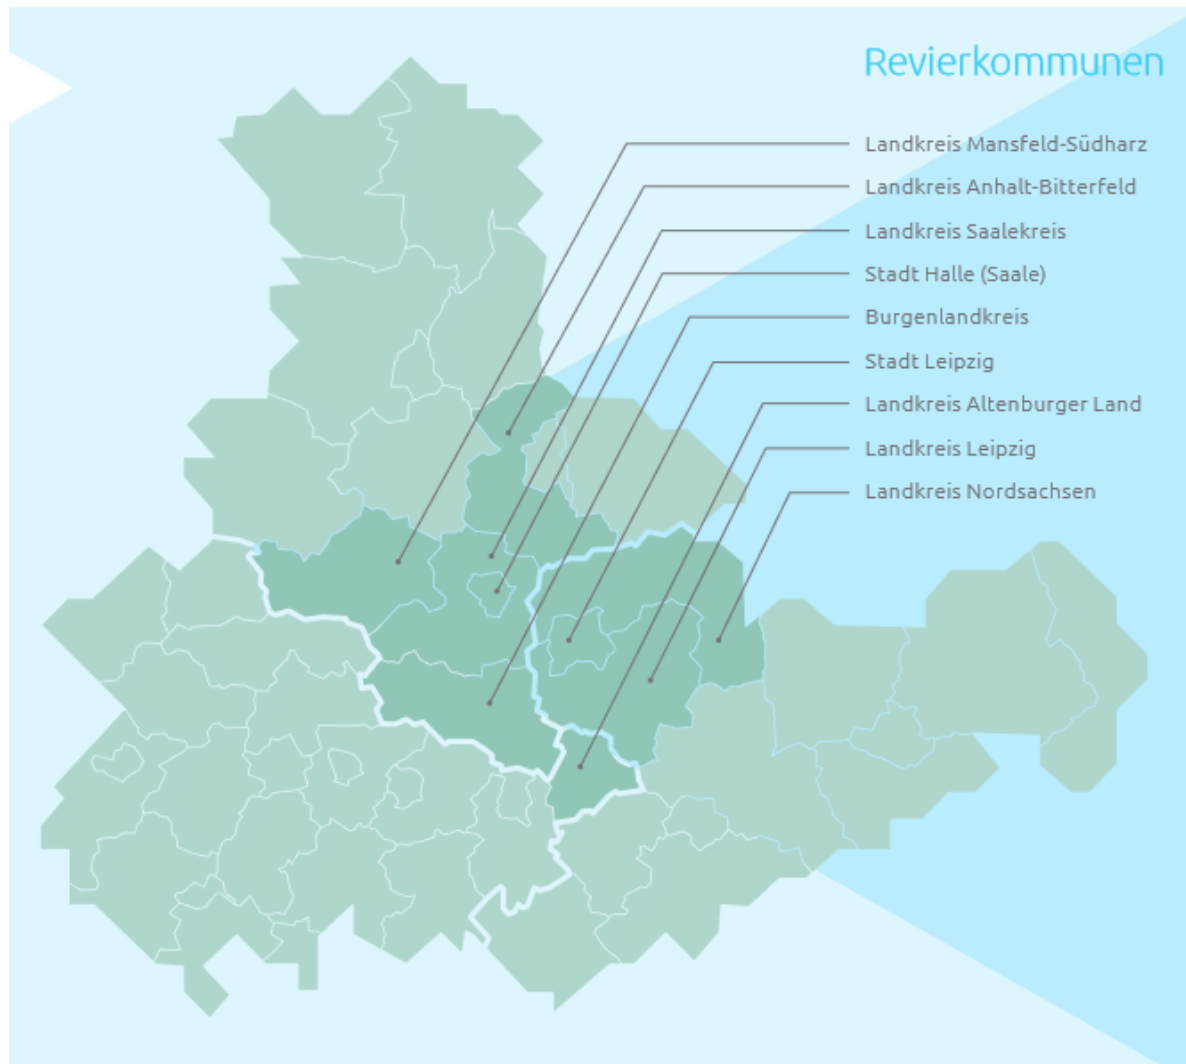 Revierkommunen
Landkreis Mansfeld-Südharz
Landkreis Anhalt-Bitterfeld
Landkreis Saalekreis
Stadt Halle (Saale)
Burgenlandkreis
Stadt Leipzig
Landkreis Altenburger Land
Landkreis Leipzig
Landkreis Nordsachsen